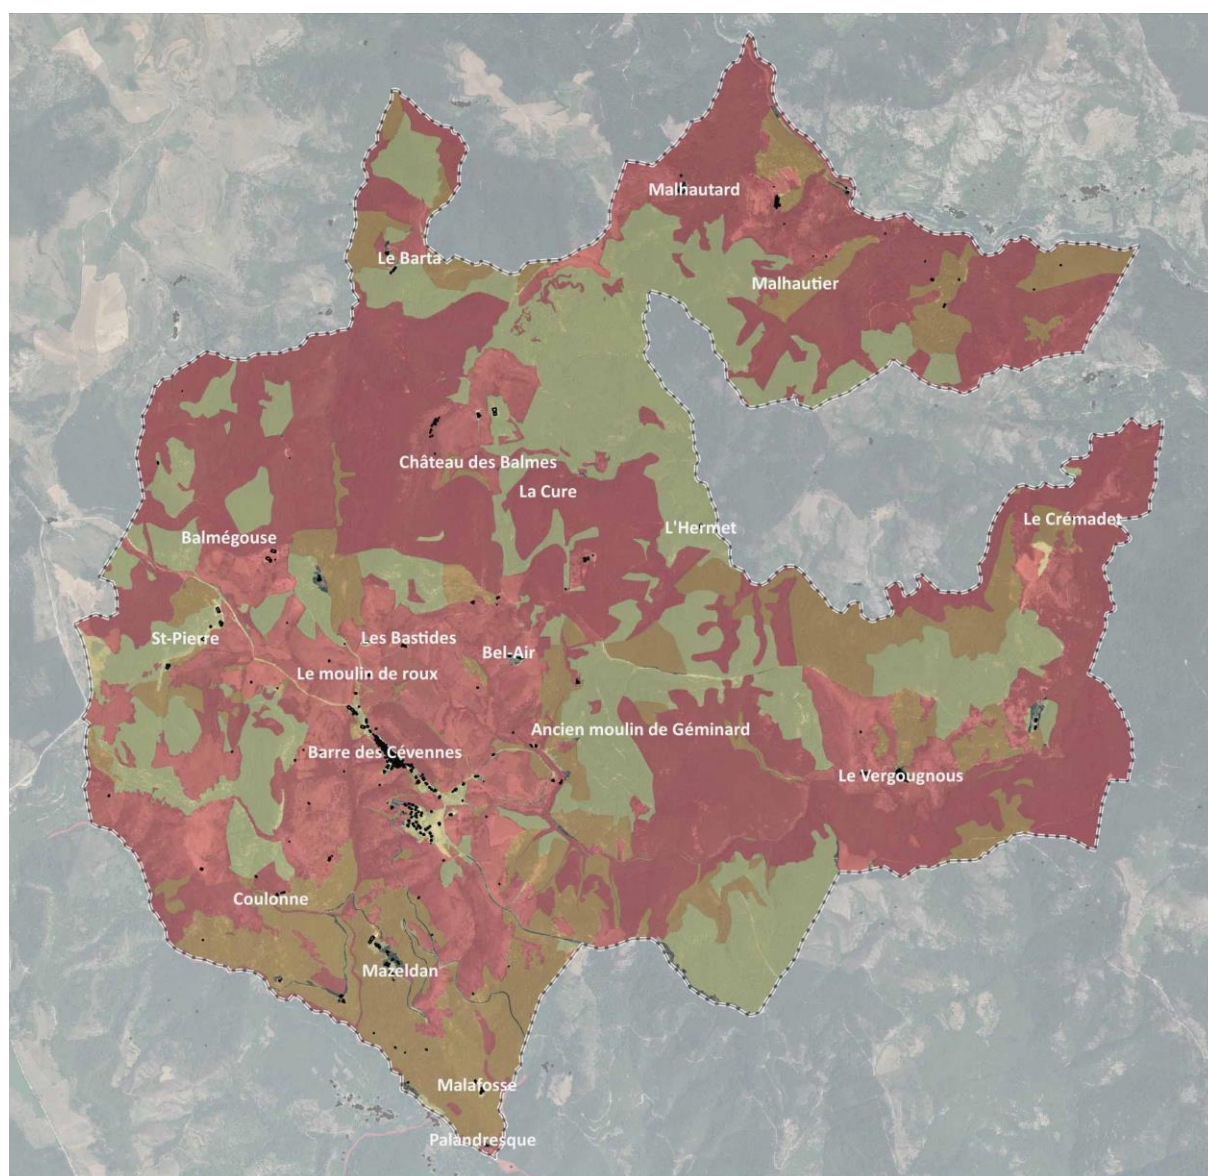 Malhautard
Le Barta
Malhautier
Château des Balmes
La Cure
L'Hermet
Le Crémadet
Balmégouse
St-Pierre
Les Bastides
Bel-Air
Le moulin de roux
Ancien moulin de Géminard
Barre des Cévennes
Le Vergougnous
Coulonne
Mazeldan
Malafosse
Palandresque